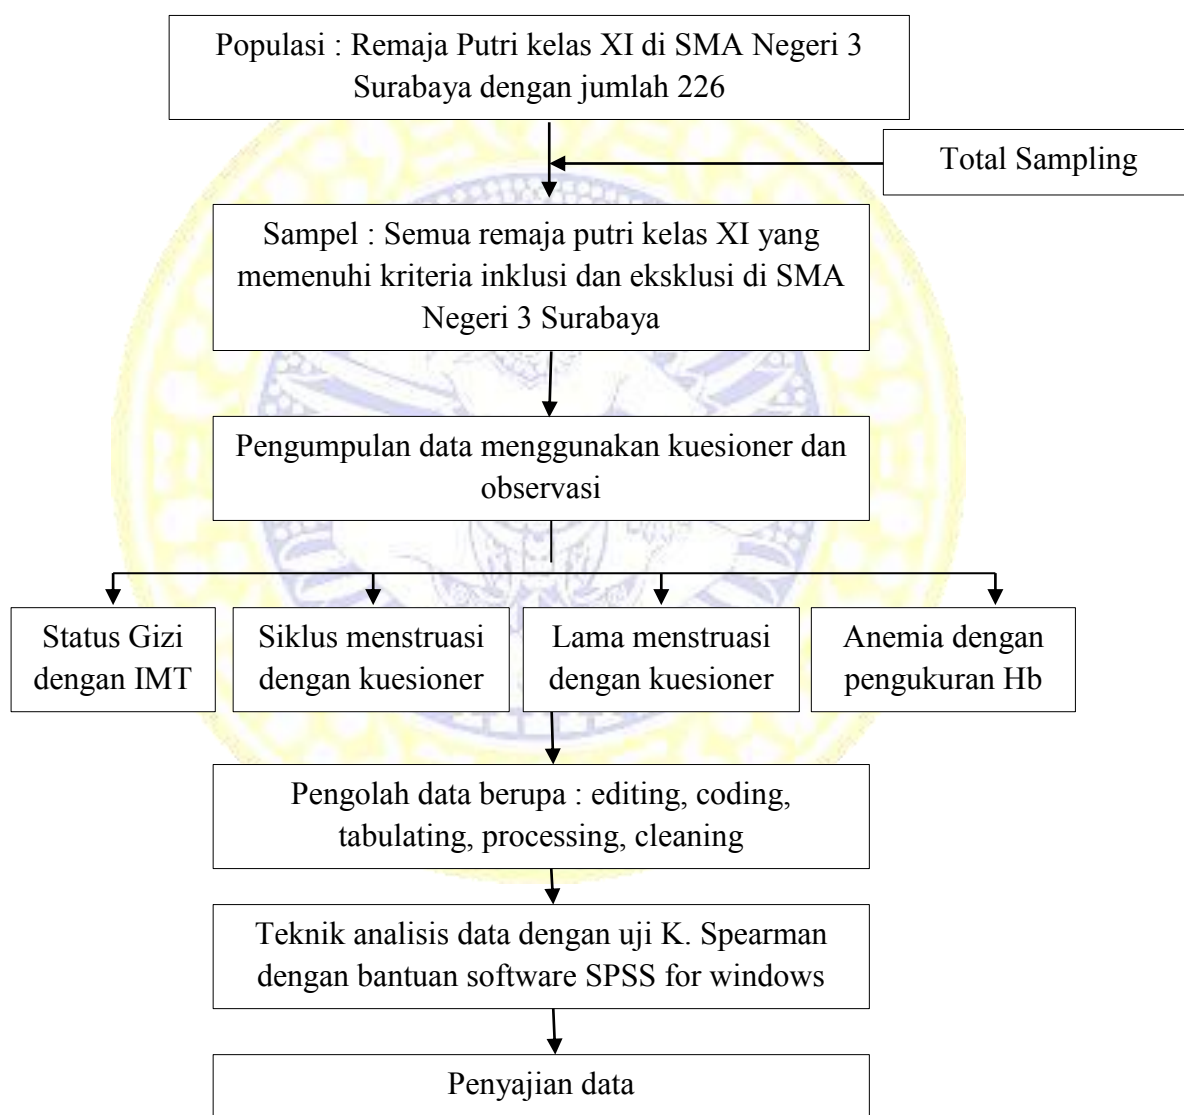 Populasi : Remaja Putri kelas XI di SMA Negeri 3
Surabaya dengan jumlah 226
Total Sampling
Sampel : Semua remaja putri kelas XI yang
memenuhi kriteria inklusi dan eksklusi di SMA
Negeri 3 Surabaya
Pengumpulan data menggunakan kuesioner dan
observasi
Status Gizi
dengan IMT
Siklus menstruasi
dengan kuesioner
Lama menstruasi
dengan kuesioner
Anemia dengan
pengukuran Hb
Pengolah data berupa : editing, coding,
tabulating, processing, cleaning
Teknik analisis data dengan uji K. Spearman
dengan bantuan software SPSS for windows
Penyajian data